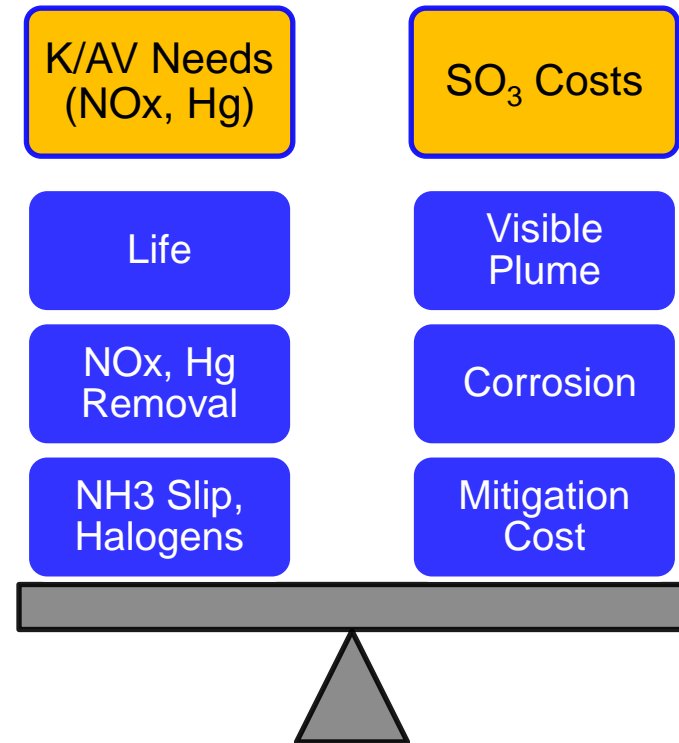 K/AV Needs
(NOx, Hg)
SO₃ Costs
Life
Visible
Plume
NOx, Hg
Removal
Corrosion
NH3 Slip,
Halogens
Mitigation
Cost